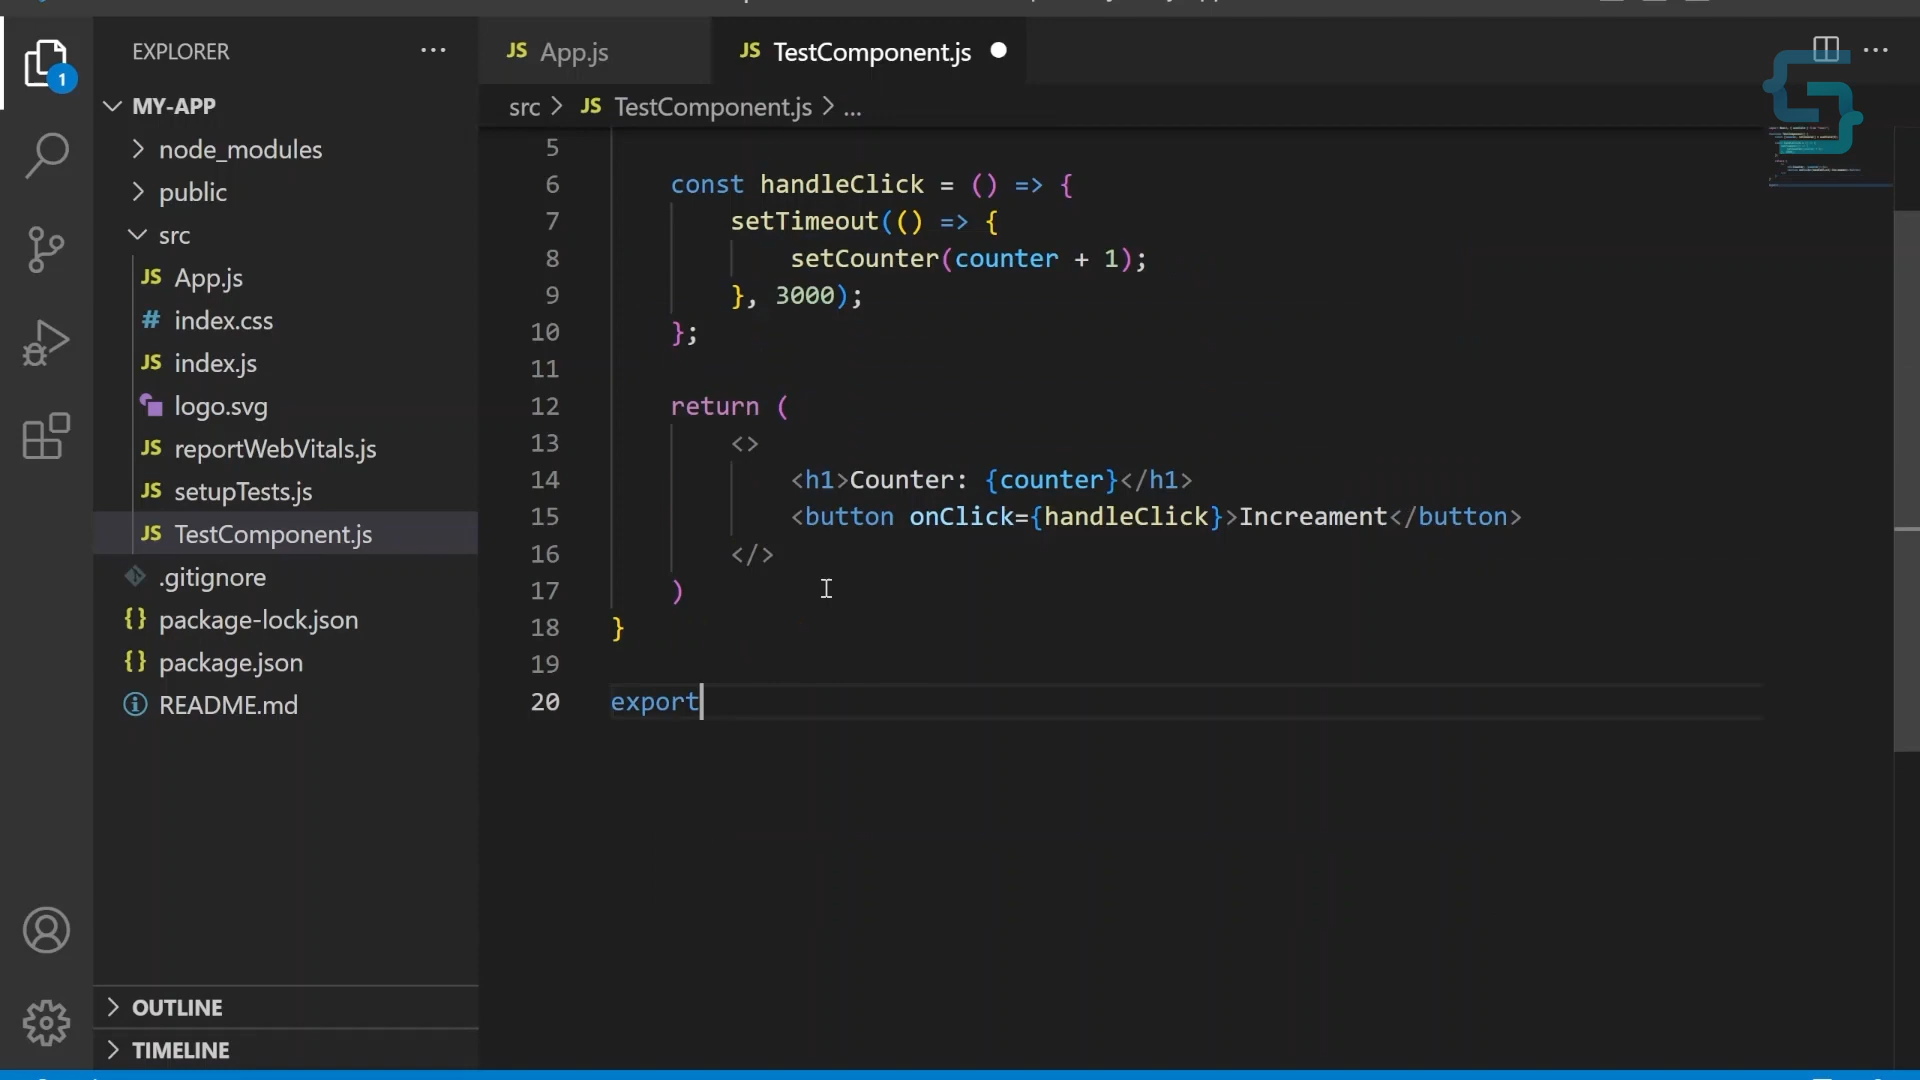 1
EXPLORER
MY-APP
node_modules
public
src
JS App.js
# index.css
JS index.js
logo.svg
JS reportWebVitals.js
JS setupTests.js
JS TestComponent.js
.gitignore
{} package-lock.json
{} package.json
README.md
OUTLINE
TIMELINE
JS App.js
JS TestComponent.js
src > JS TestComponent.js > ...
5
6 const handleClick = () => {
7 setTimeout(() => {
8 setCounter(counter + 1);
9 }, 3000);
10 };
11
12 return (
13 <>
14 <h1>Counter: {counter}</h1>
15 <button onClick={handleClick}>Increament</button>
16 </>
17 )
18 }
19
20 export